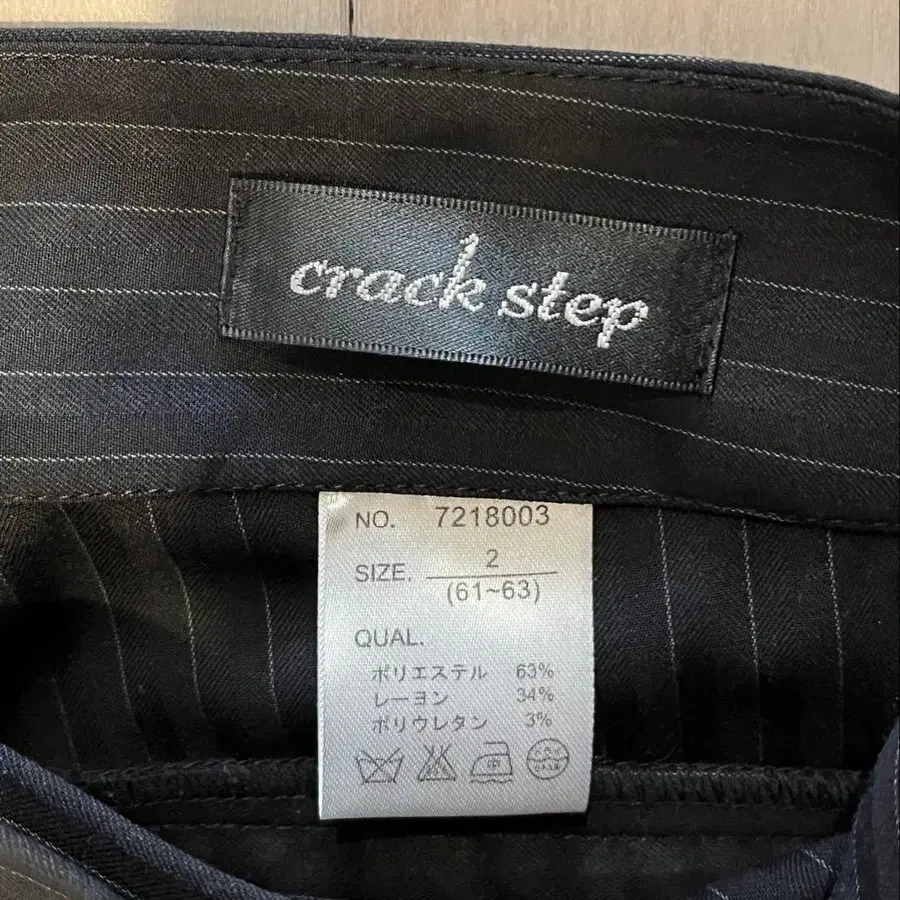 crack step
NO. 7218003
SIZE. 2
(61~63)
QUAL.
ポリエステル 63%
レーヨン 34%
ポリウレタン 3%
中